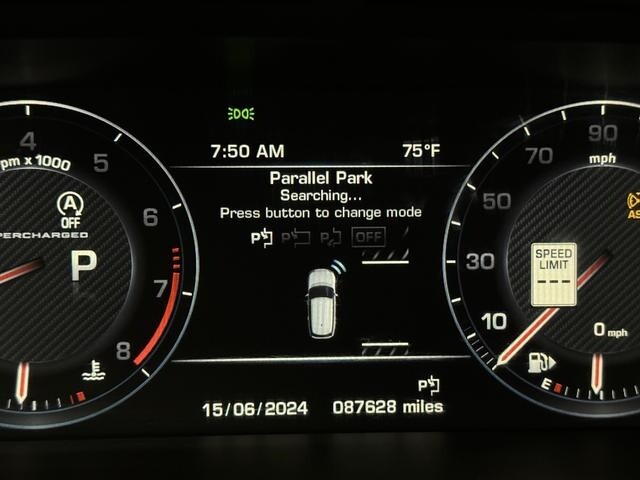 7:50 AM 75°F
4 5 6 7 8
pm x 1000
A
OFF
PERCHARGED
P
Parallel Park
Searching...
Press button to change mode
P P P OFF
15/06/2024 087628 miles
P
10 30 50 70 90
mph
SPEED
LIMIT
---
0 mph
E
AS